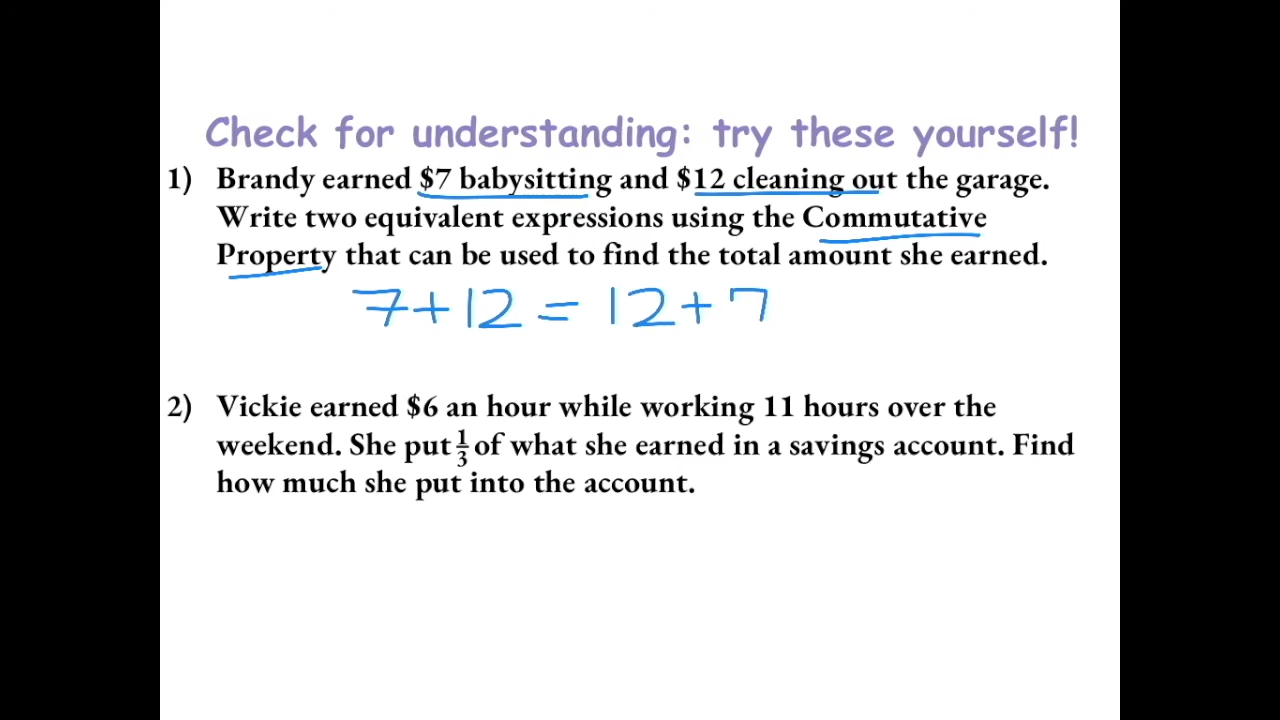 Check for understanding: try these yourself!
1) Brandy earned $7 babysitting and $12 cleaning out the garage.
Write two equivalent expressions using the Commutative
Property that can be used to find the total amount she earned.
7+12 = 12+7
2) Vickie earned $6 an hour while working 11 hours over the
weekend. She put 1/3 of what she earned in a savings account. Find
how much she put into the account.